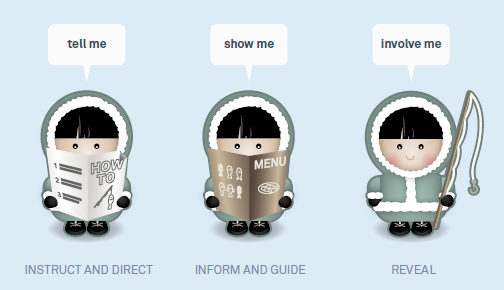 tell me
show me
involve me
1
2
3
HOW
TO
MENU
INSTRUCT AND DIRECT
INFORM AND GUIDE
REVEAL